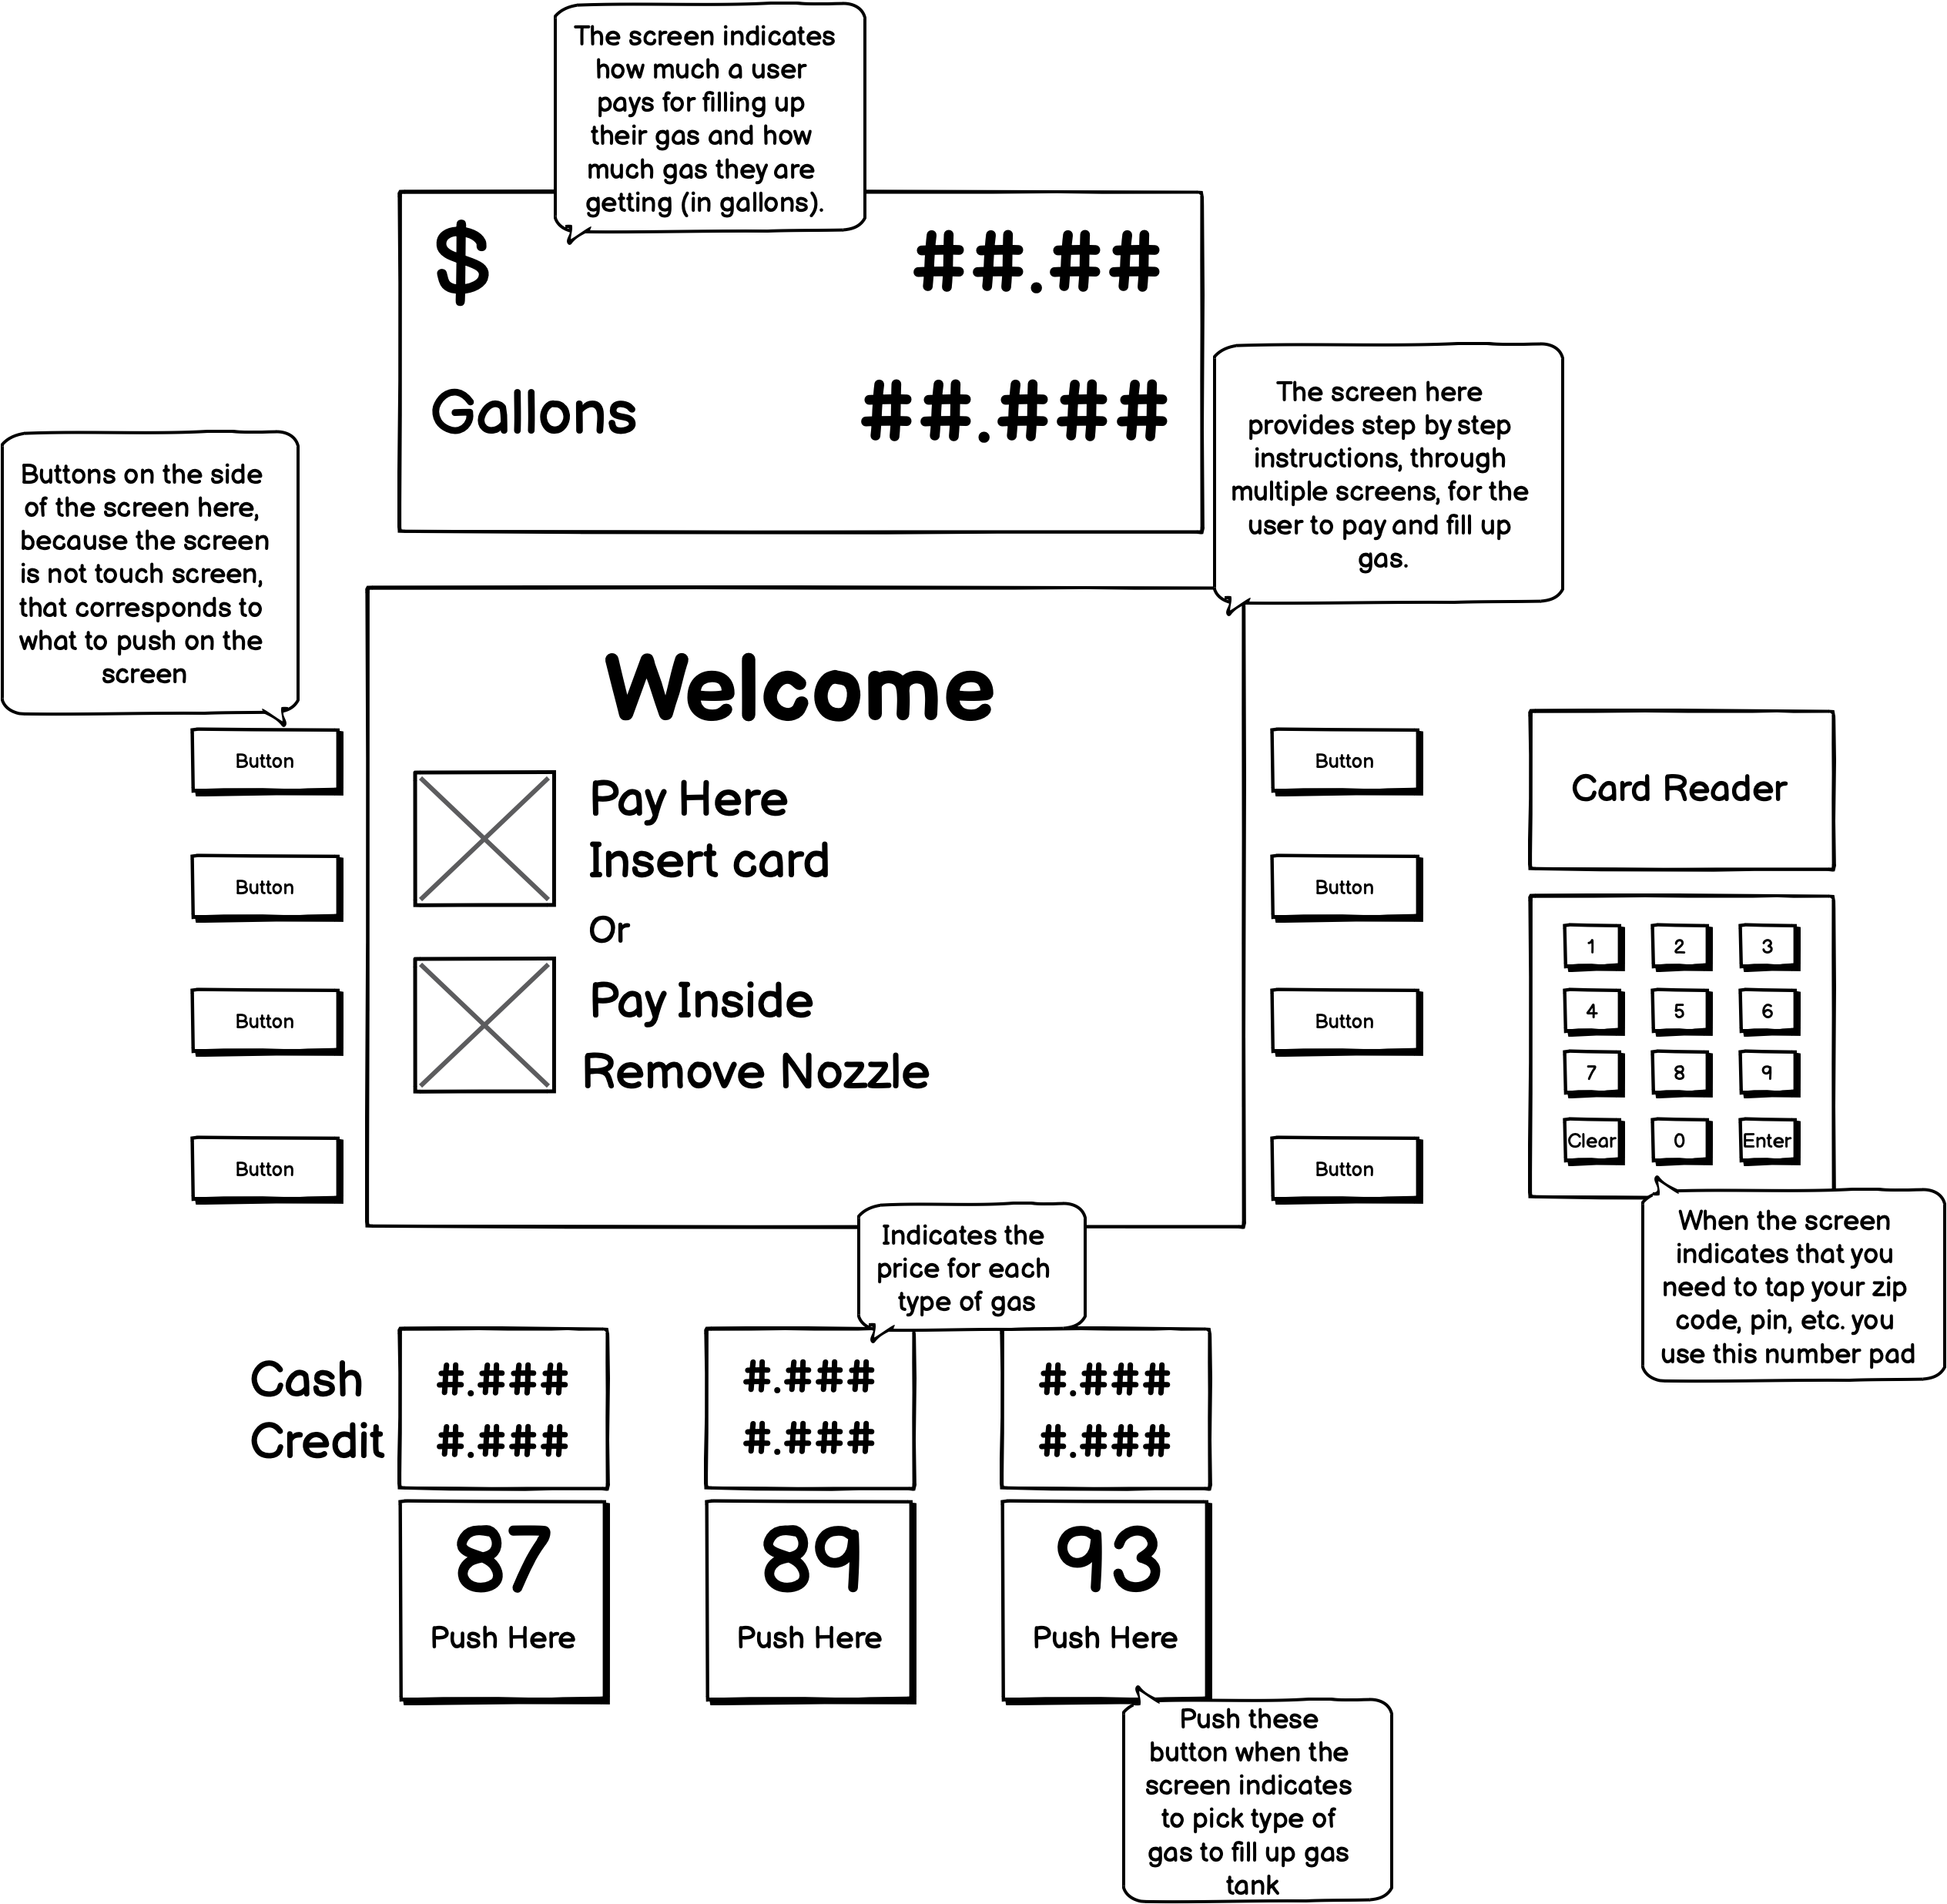 The screen indicates
how much a user
pays for filling up
their gas and how
much gas they are
getting (in gallons).
$ ##.##
Gallons ##.###
The screen here
provides step by step
instructions, through
multiple screens, for the
user to pay and fill up
gas.
Buttons on the side
of the screen here,
because the screen
is not touch screen,
that corresponds to
what to push on the
screen
Welcome
Pay Here
Insert card
Or
Pay Inside
Remove Nozzle
Button
Button
Button
Button
Button
Button
Button
Button
Card Reader
1 2 3
4 5 6
7 8 9
Clear 0 Enter
When the screen
indicates that you
need to tap your zip
code, pin, etc. you
use this number pad
Indicates the
price for each
type of gas
Cash #.### #.### #.###
Credit #.### #.### #.###
87 89 93
Push Here Push Here Push Here
Push these
button when the
screen indicates
to pick type of
gas to fill up gas
tank